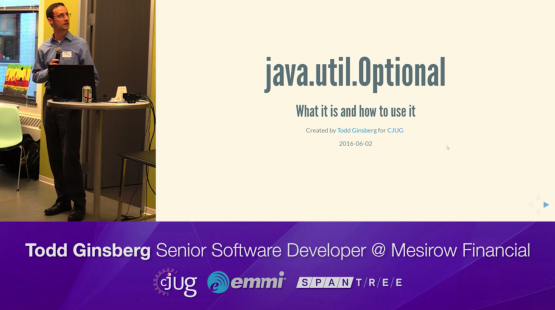 java.util.Optional
What it is and how to use it
Created by Todd Ginsberg for CJUG
2016-06-02
Todd Ginsberg Senior Software Developer @ Mesirow Financial
cjug emmi S/P/A/N/T/R/E/E